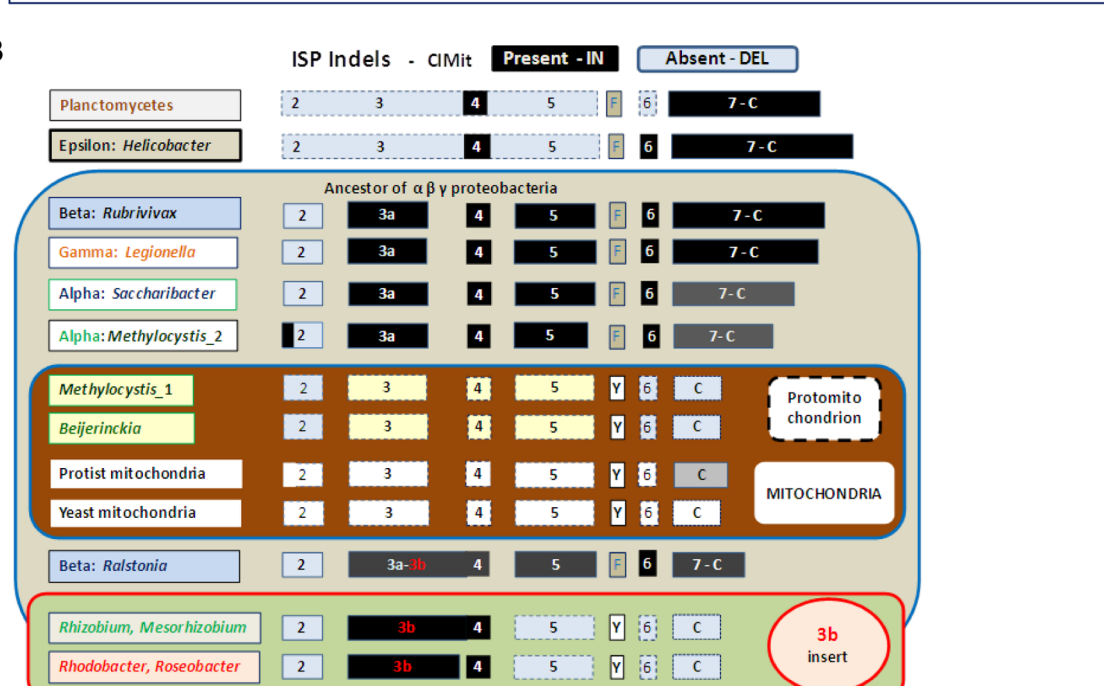 B
ISP Indels - CIMit Present - IN Absent - DEL
Planctomycetes 2 3 4 5 F 6 7 - C
Epsilon: Helicobacter 2 3 4 5 F 6 7 - C
Ancestor of α β γ proteobacteria
Beta: Rubrivivax 2 3a 4 5 F 6 7 - C
Gamma: Legionella 2 3a 4 5 F 6 7 - C
Alpha: Saccharibacter 2 3a 4 5 F 6 7 - C
Alpha: Methylocystis_2 2 3a 4 5 F 6 7- C
Methylocystis_1 2 3 4 5 Y 6 C
Protomito
chondrion
Beijerinckia 2 3 4 5 Y 6 C
Protist mitochondria 2 3 4 5 Y 6 C
MITOCHONDRIA
Yeast mitochondria 2 3 4 5 Y 6 C
Beta: Ralstonia 2 3a-3b 4 5 F 6 7 - C
Rhizobium, Mesorhizobium 2 3b 4 5 Y 6 C
3b
insert
Rhodobacter, Roseobacter 2 3b 4 5 Y 6 C